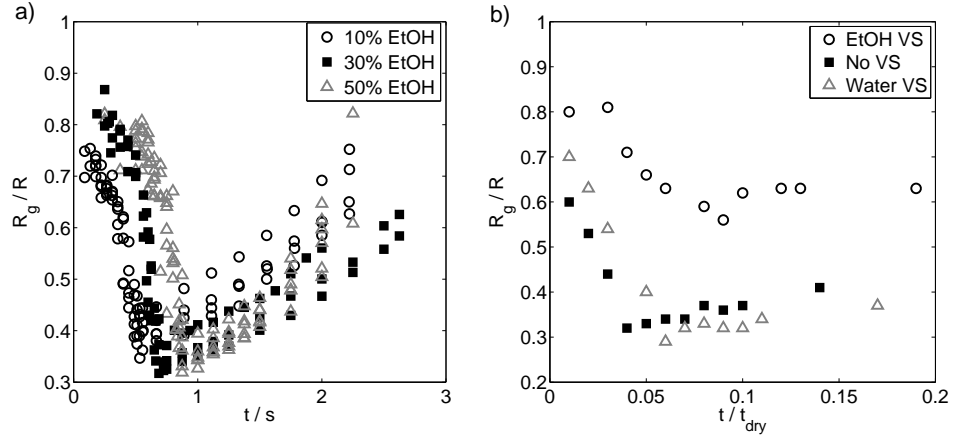 a)
1
0.9
0.8
0.7
0.6
0.5
0.4
0.3
R_g / R
0
1
2
3
t / s
10% EtOH
30% EtOH
50% EtOH
b)
1
0.9
0.8
0.7
0.6
0.5
0.4
0.3
0.2
R_g / R
0
0.05
0.1
0.15
0.2
t / t_dry
EtOH VS
No VS
Water VS